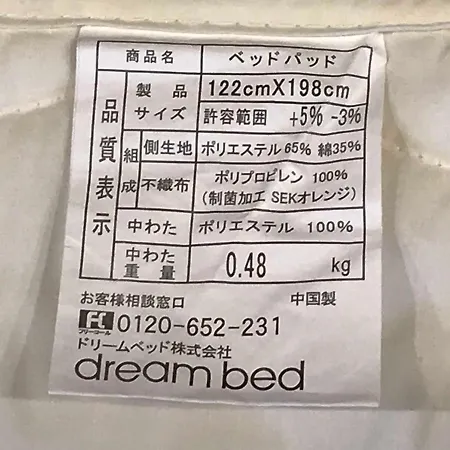 品質表示
商品名 ベッドパッド
製品サイズ 122cmX198cm
許容範囲 +5% -3%
組成 側生地 ポリエステル65% 綿35%
不織布 ポリプロピレン 100%
(制菌加工 SEKオレンジ)
中わた ポリエステル 100%
中わた重量 0.48 kg
お客様相談窓口 中国製
フリーコール 0120-652-231
ドリームベッド株式会社
dream bed